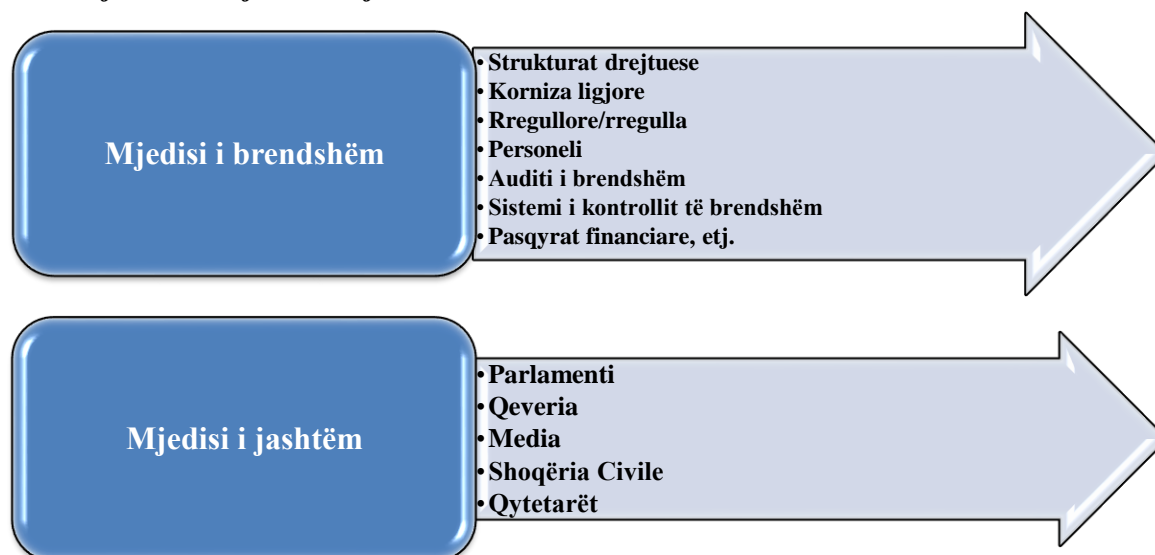 Mjedisi i brendshëm
• Strukturat drejtuese
• Korniza ligjore
• Rregullore/rregulla
• Personeli
• Auditi i brendshëm
• Sistemi i kontrollit të brendshëm
• Pasqyrat financiare, etj.
Mjedisi i jashtëm
• Parlamenti
• Qeveria
• Media
• Shoqëria Civile
• Qytetarët